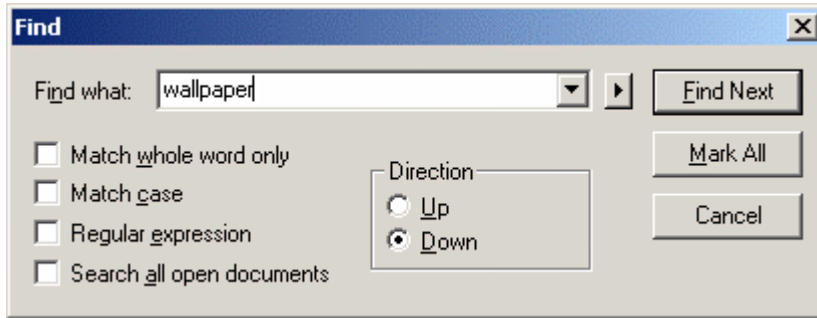 Find
Find what: wallpaper
Find Next
Match whole word only
Match case
Regular expression
Search all open documents
Direction
Up
Down
Mark All
Cancel